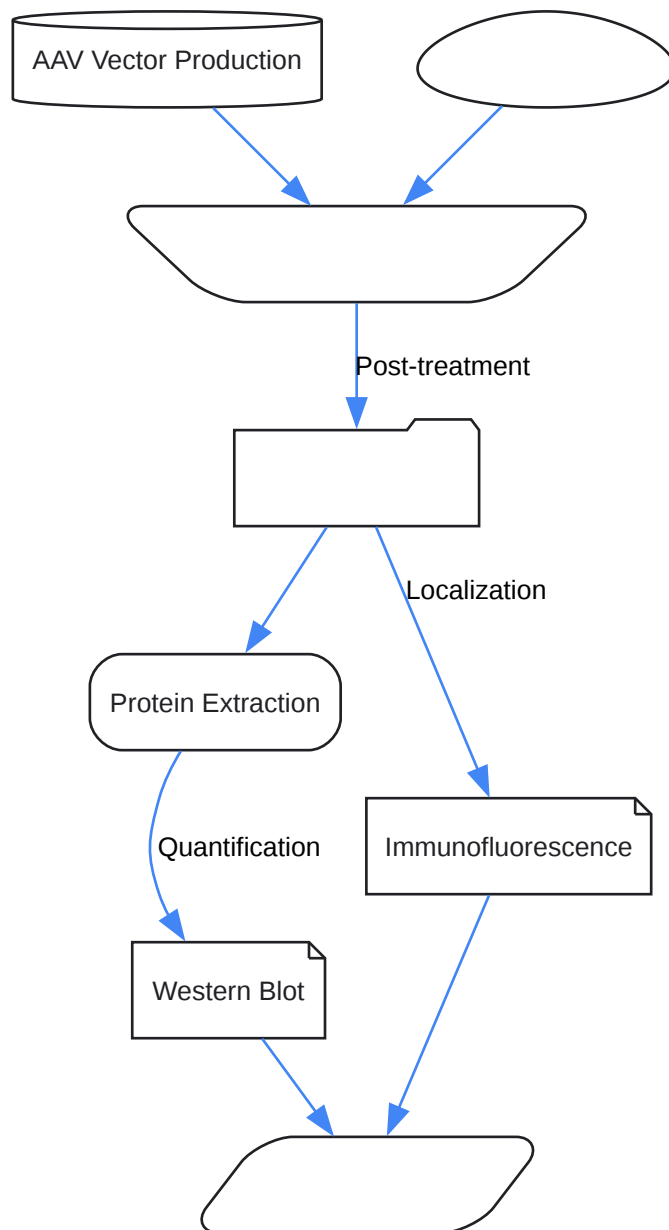 AAV Vector Production
Post-treatment
Localization
Protein Extraction
Quantification
Immunofluorescence
Western Blot